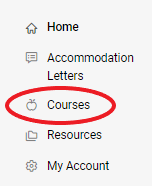 Home
Accommodation
Letters
Courses
Resources
My Account